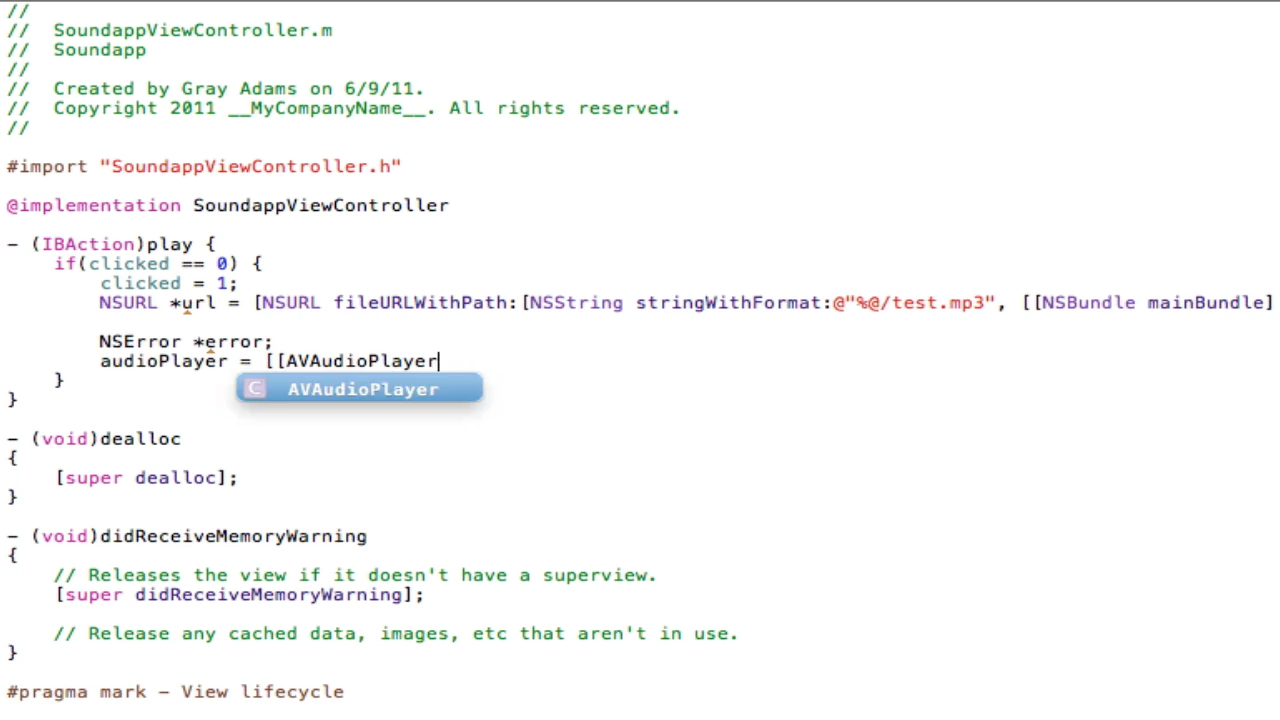 //
//  SoundappViewController.m
//  Soundapp
//
//  Created by Gray Adams on 6/9/11.
//  Copyright 2011 __MyCompanyName__. All rights reserved.
//
#import "SoundappViewController.h"
@implementation SoundappViewController
- (IBAction)play {
if(clicked == 0) {
clicked = 1;
NSURL *url = [NSURL fileURLWithPath:[NSString stringWithFormat:@"%@/test.mp3", [[NSBundle mainBundle]
NSError *error;
audioPlayer = [[AVAudioPlayer
}
C AVAudioPlayer
}
- (void)dealloc
{
[super dealloc];
}
- (void)didReceiveMemoryWarning
{
// Releases the view if it doesn't have a superview.
[super didReceiveMemoryWarning];
// Release any cached data, images, etc that aren't in use.
}
#pragma mark - View lifecycle